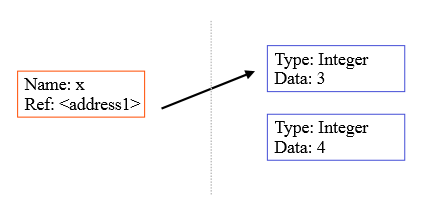 Name: x
Ref: <address1>
Type: Integer
Data: 3
Type: Integer
Data: 4